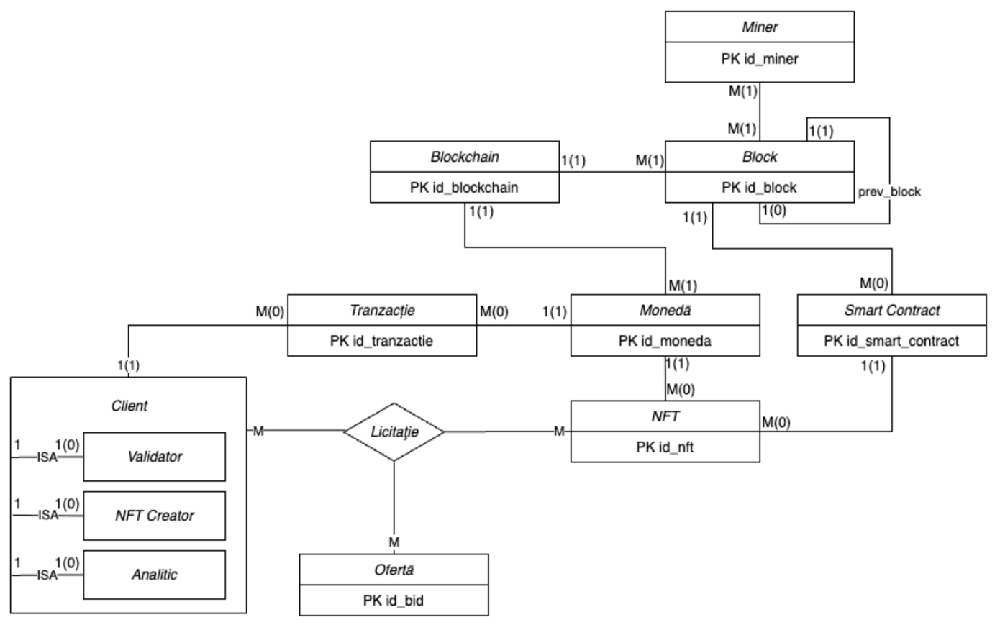 Miner
PK id_miner
M(1)
M(1)
1(1)
Blockchain
PK id_blockchain
1(1)
M(1)
Block
PK id_block
prev_block
1(1)
1(1)
1(0)
M(1)
M(0)
M(0)
Tranzacție
PK id_tranzactie
M(0)
1(1)
Monedă
PK id_moneda
Smart Contract
PK id_smart_contract
1(1)
1(1)
1(1)
M(0)
Client
1
ISA
1(0)
Validator
1
ISA
1(0)
NFT Creator
1
ISA
1(0)
Analitic
M
Licitaţie
M
NFT
PK id_nft
M(0)
M
Ofertă
PK id_bid